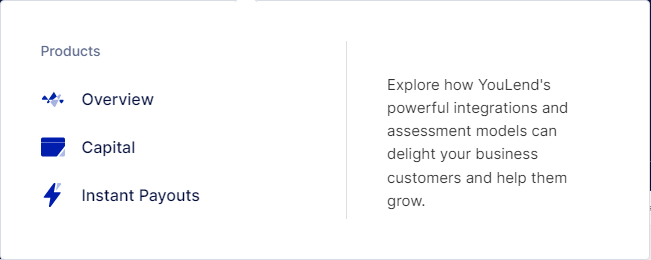 Products
Overview
Capital
Instant Payouts
Explore how YouLend's
powerful integrations and
assessment models can
delight your business
customers and help them
grow.